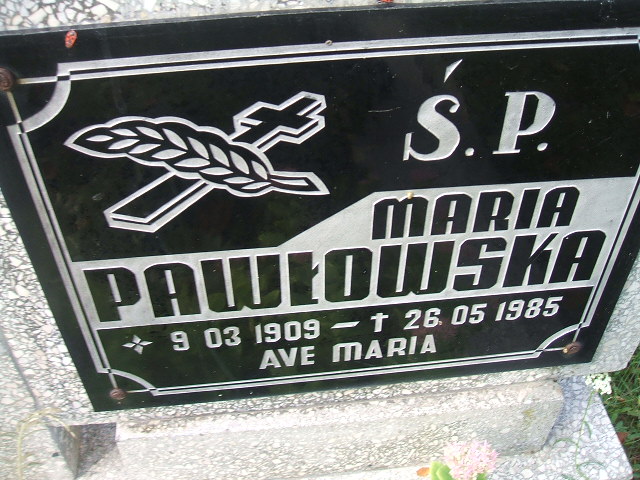 Ś.P.
MARIA
PAWŁOWSKA
9 03 1909 – † 26 05 1985
AVE MARIA